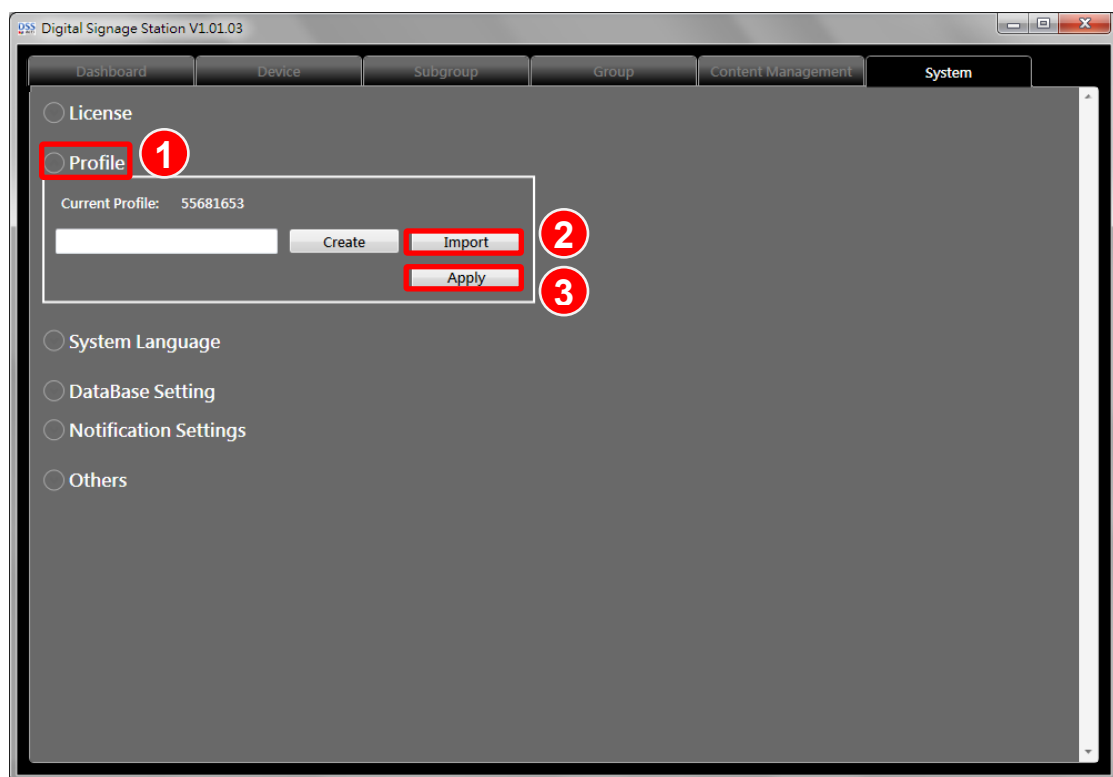 DSS Digital Signage Station V1.01.03
Dashboard Device Subgroup Group Content Management System
License
Profile 1
Current Profile: 55681653
Create Import 2
Apply 3
System Language
DataBase Setting
Notification Settings
Others